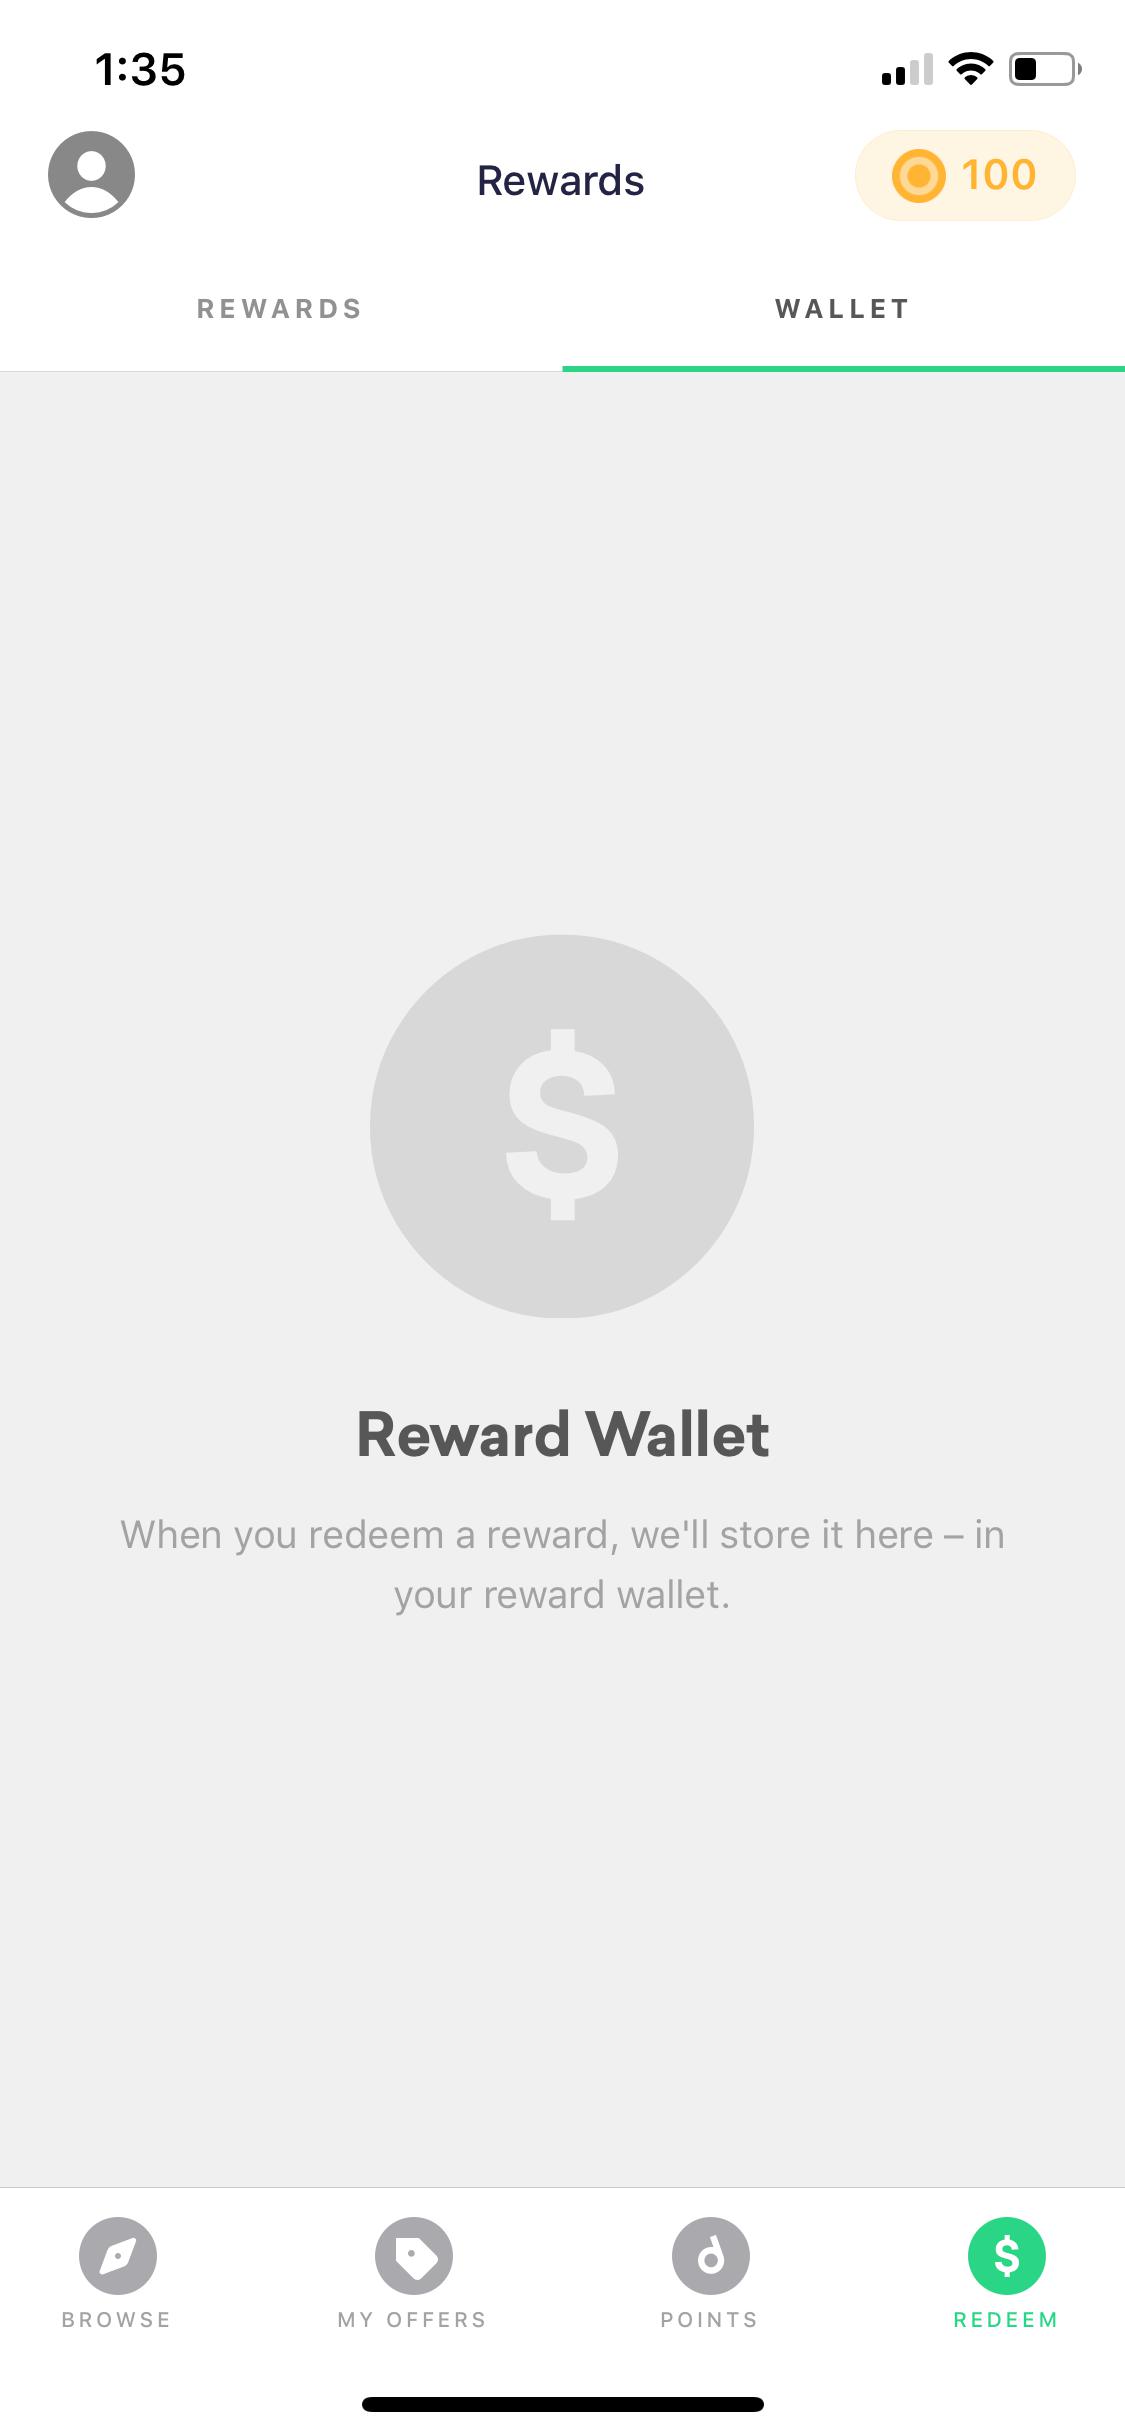 1:35
Rewards
100
REWARDS
WALLET
$
Reward Wallet
When you redeem a reward, we'll store it here – in
your reward wallet.
$
BROWSE
MY OFFERS
POINTS
REDEEM